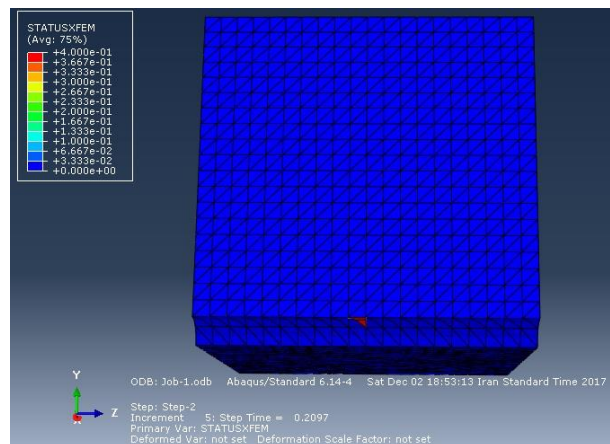 STATUSXFEM
(Avg: 75%)
+4.000e-01
+3.667e-01
+3.333e-01
+3.000e-01
+2.667e-01
+2.333e-01
+2.000e-01
+1.667e-01
+1.333e-01
+1.000e-01
+6.667e-02
+3.333e-02
+0.000e+00
Y
Z
X
ODB: Job-1.odb Abaqus/Standard 6.14-4 Sat Dec 02 18:53:13 Iran Standard Time 2017
Step: Step-2
Increment 5: Step Time = 0.2097
Primary Var: STATUSXFEM
Deformed Var: not set Deformation Scale Factor: not set